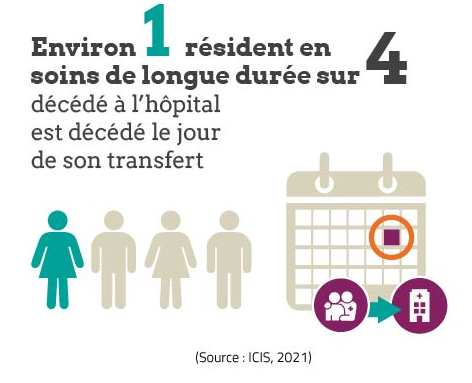 Environ 1 résident en
soins de longue durée sur 4
décédé à l'hôpital
est décédé le jour
de son transfert
(Source : ICIS, 2021)